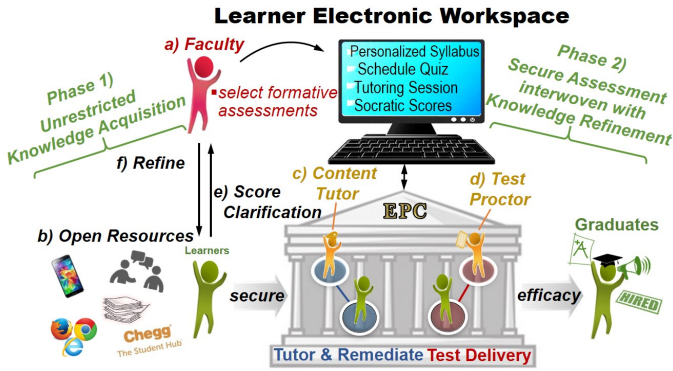 Learner Electronic Workspace
a) Faculty
select formative
assessments
Personalized Syllabus
Schedule Quiz
Tutoring Session
Socratic Scores
Phase 1)
Unrestricted
Knowledge Acquisition
Phase 2)
Secure Assessment
interwoven with
Knowledge Refinement
f) Refine
e) Score
Clarification
c) Content
Tutor
d) Test
Proctor
EPC
b) Open Resources
Learners
Chegg
The Student Hub
secure
efficacy
Graduates
A+
HIRED
Tutor & Remediate Test Delivery